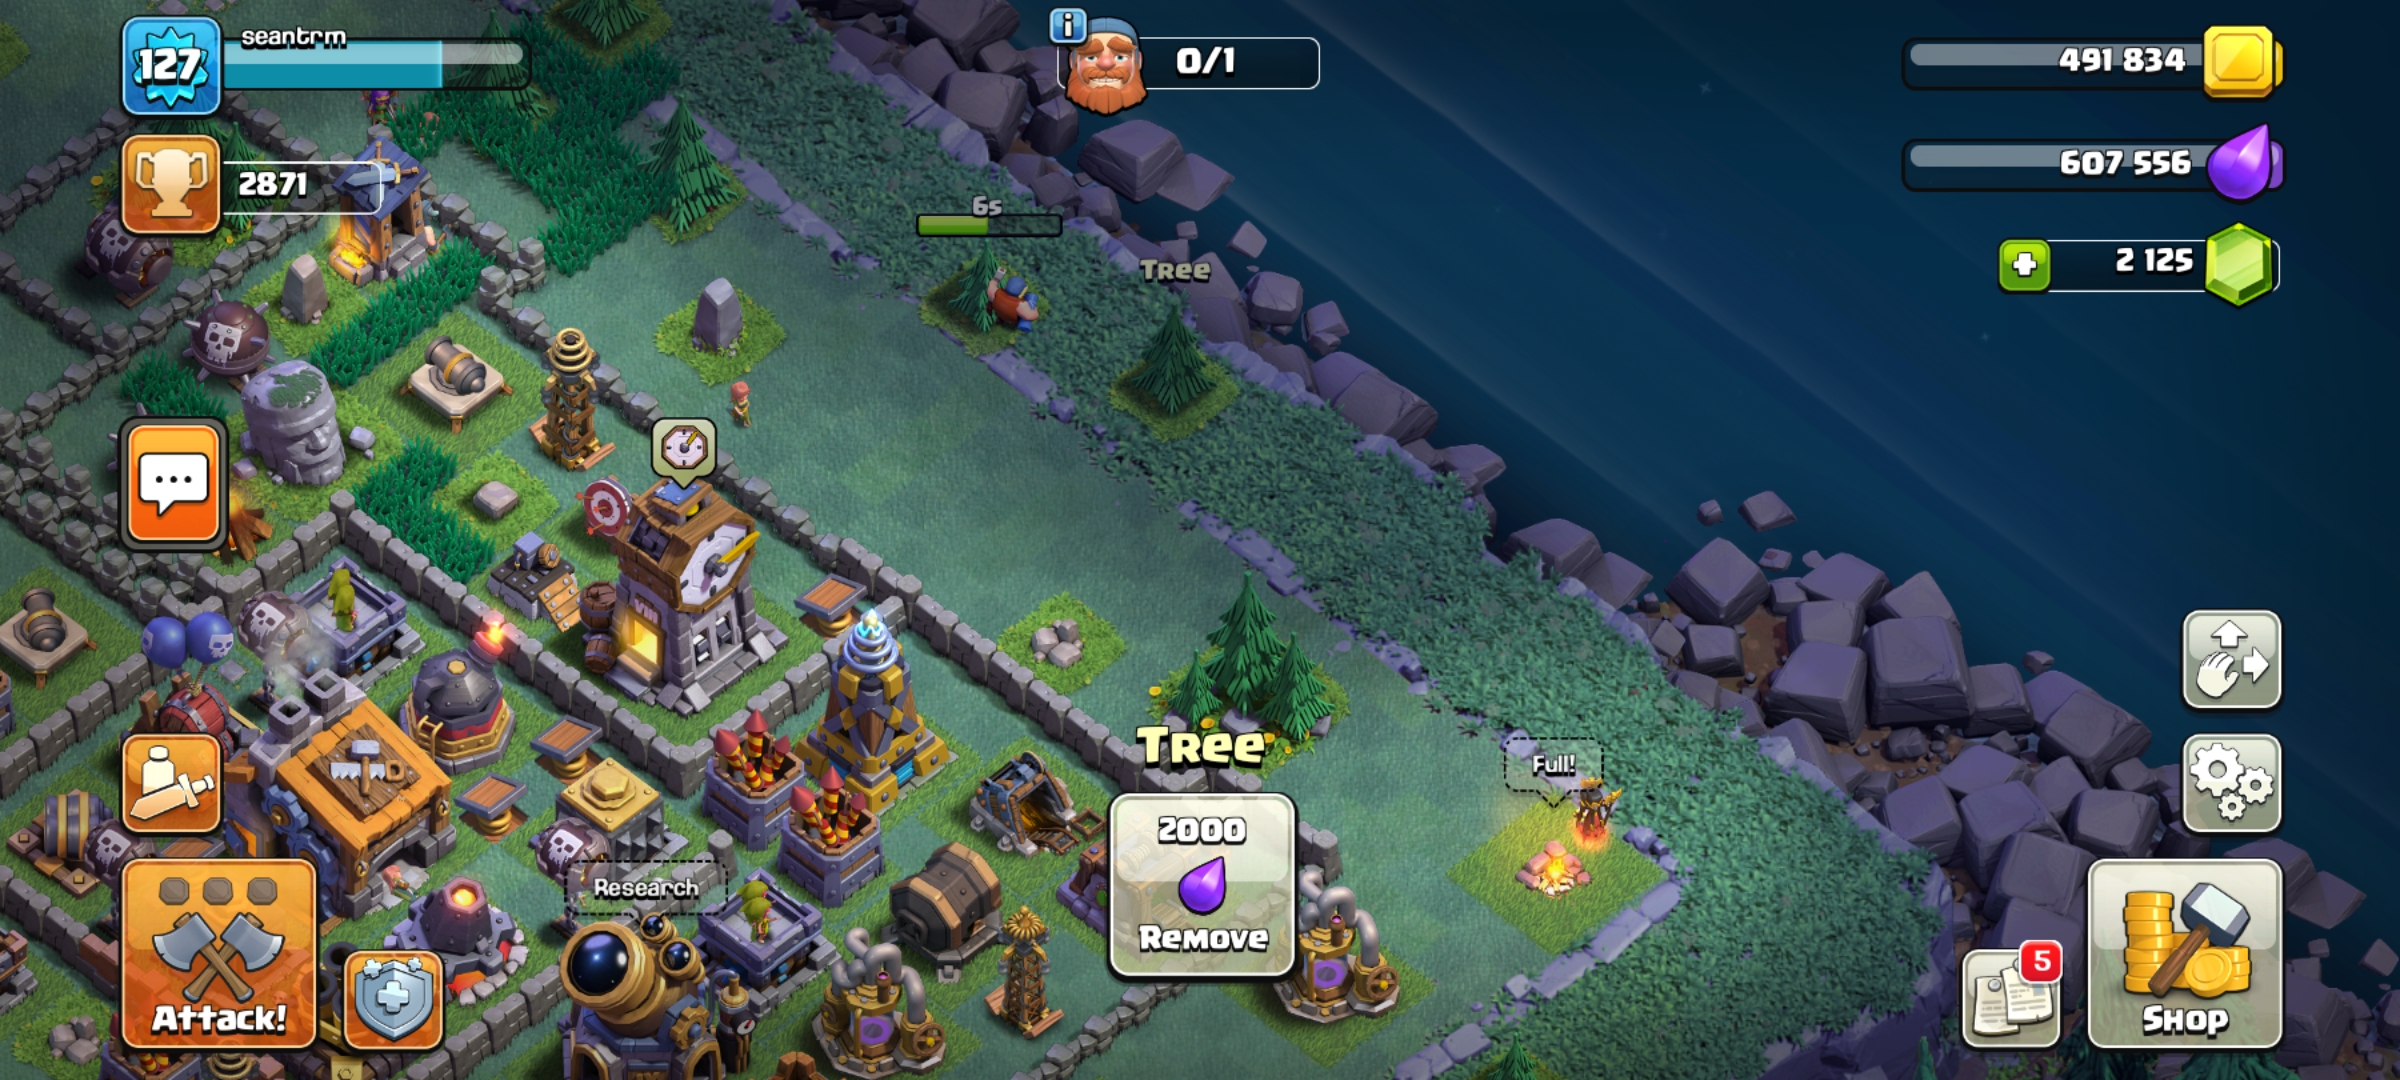 127
seantrm
0/1
491 834
2871
607 556
6s
Tree
2 125
VIII
Tree
Full!
2000
Research
Remove
5
Attack!
Shop